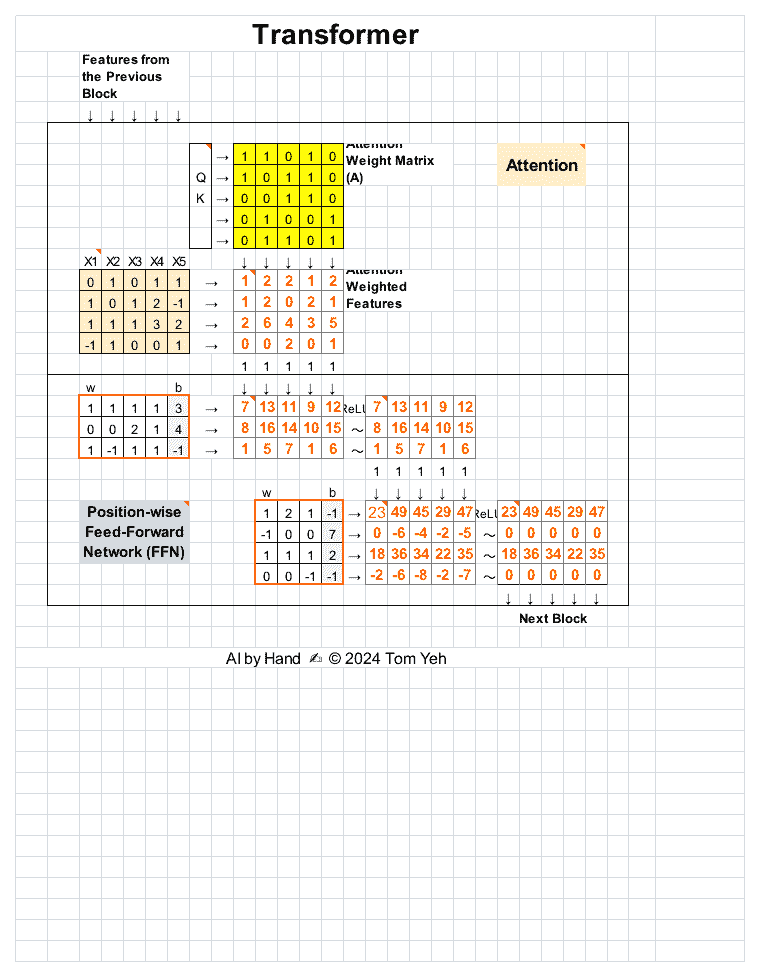 Transformer
Features from
the Previous
Block
↓ ↓ ↓ ↓ ↓
→ 1 1 0 1 0 Attention
Weight Matrix
Attention
Q → 1 0 1 1 0 (A)
K → 0 0 1 1 0
→ 0 1 0 0 1
→ 0 1 1 0 1
X1 X2 X3 X4 X5 ↓ ↓ ↓ ↓ ↓
0 1 0 1 1 → 1 2 2 1 2 Attention
Weighted
1 0 1 2 -1 → 1 2 0 2 1 Features
1 1 1 3 2 → 2 6 4 3 5
-1 1 0 0 1 → 0 0 2 0 1
1 1 1 1 1
w b ↓ ↓ ↓ ↓ ↓
1 1 1 1 3 → 7 13 11 9 12 ReLU 7 13 11 9 12
0 0 2 1 4 → 8 16 14 10 15 ～ 8 16 14 10 15
1 -1 1 1 -1 → 1 5 7 1 6 ～ 1 5 7 1 6
1 1 1 1 1
w b ↓ ↓ ↓ ↓ ↓
Position-wise 1 2 1 -1 → 23 49 45 29 47 ReLU 23 49 45 29 47
Feed-Forward -1 0 0 7 → 0 -6 -4 -2 -5 ～ 0 0 0 0 0
Network (FFN) 1 1 1 2 → 18 36 34 22 35 ～ 18 36 34 22 35
0 0 -1 -1 → -2 -6 -8 -2 -7 ～ 0 0 0 0 0
↓ ↓ ↓ ↓ ↓
Next Block
AI by Hand ✍ © 2024 Tom Yeh